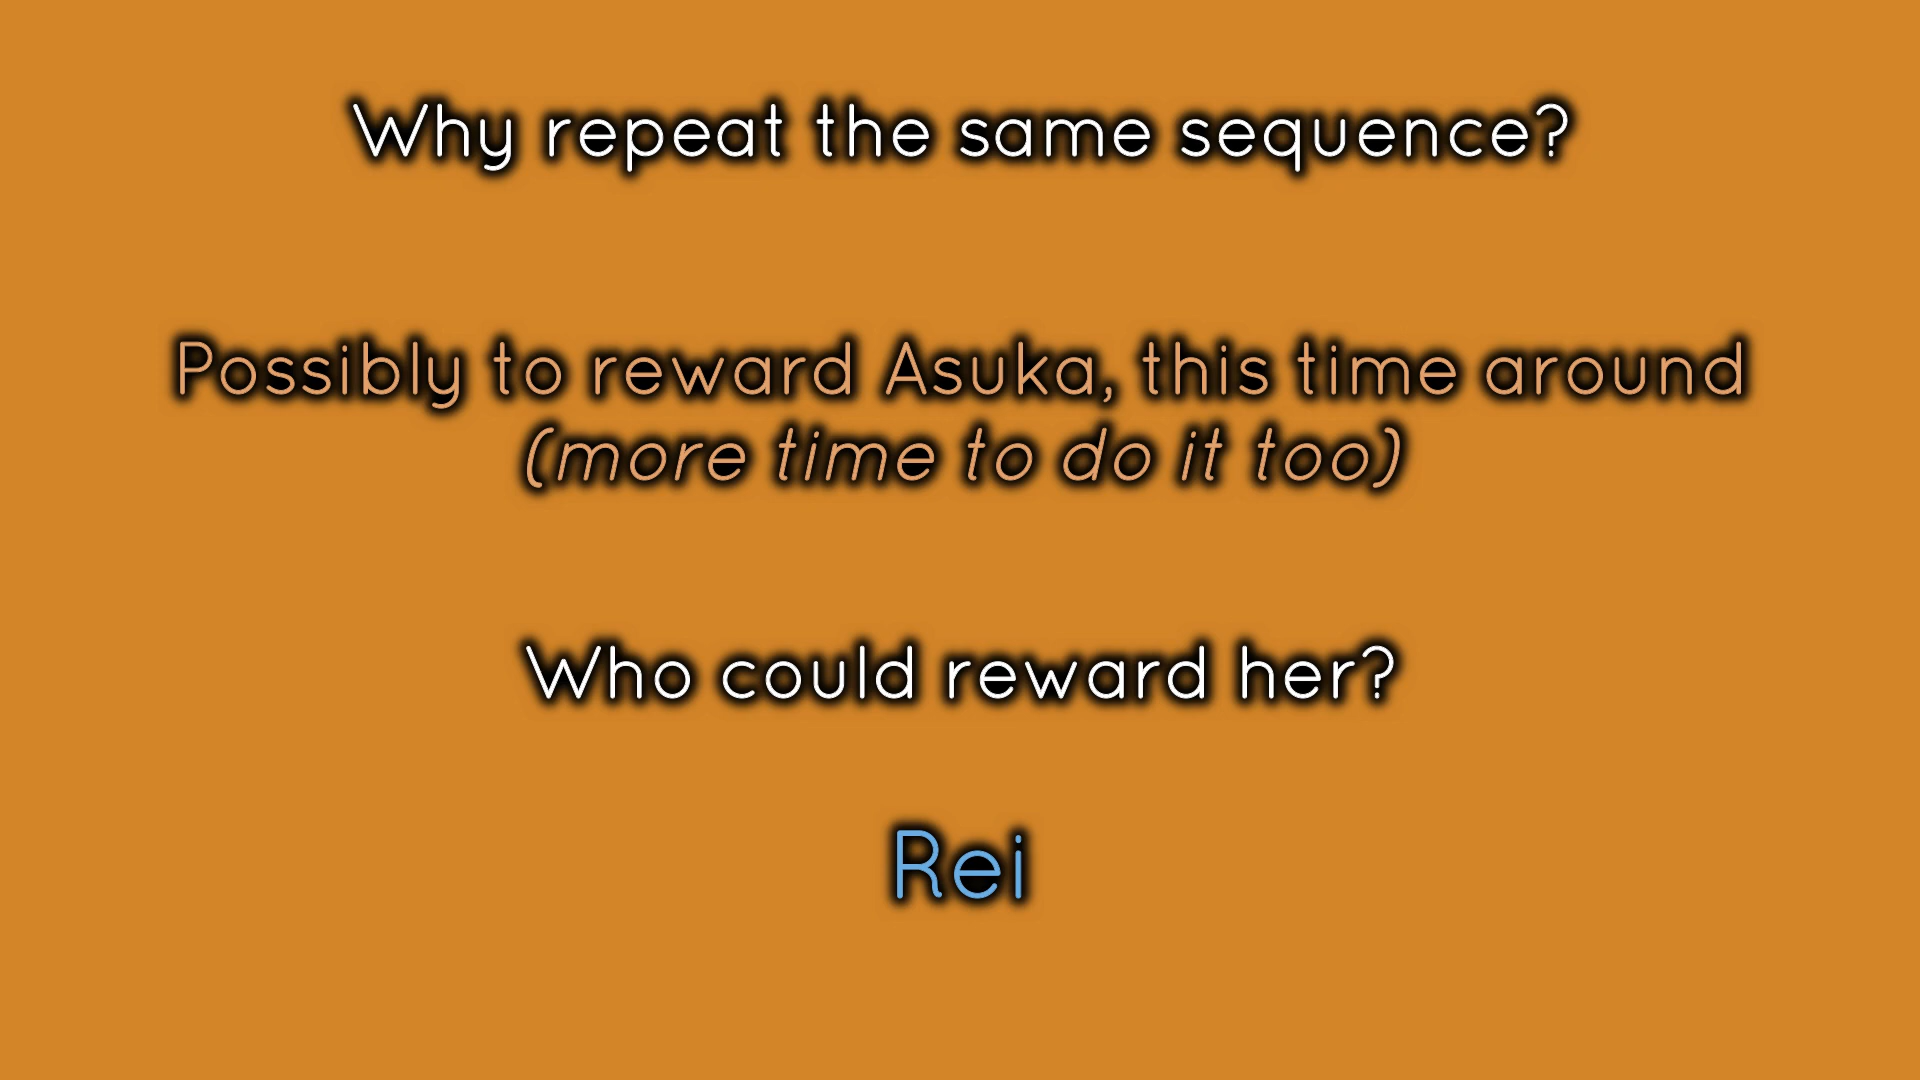 Why repeat the same sequence?
Possibly to reward Asuka, this time around
(more time to do it too)
Who could reward her?
Rei